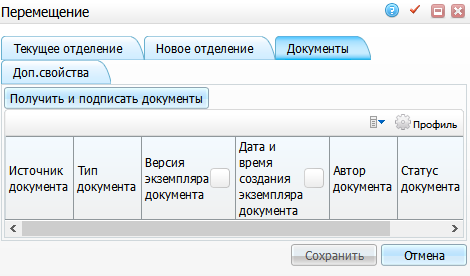 Перемещение
Текущее отделение
Новое отделение
Документы
Доп.свойства
Получить и подписать документы
Профиль
Источник
документа
Тип
документа
Версия
экземпляра
документа
Дата и
время
создания
экземпляра
документа
Автор
документа
Статус
документа
Сохранить
Отмена